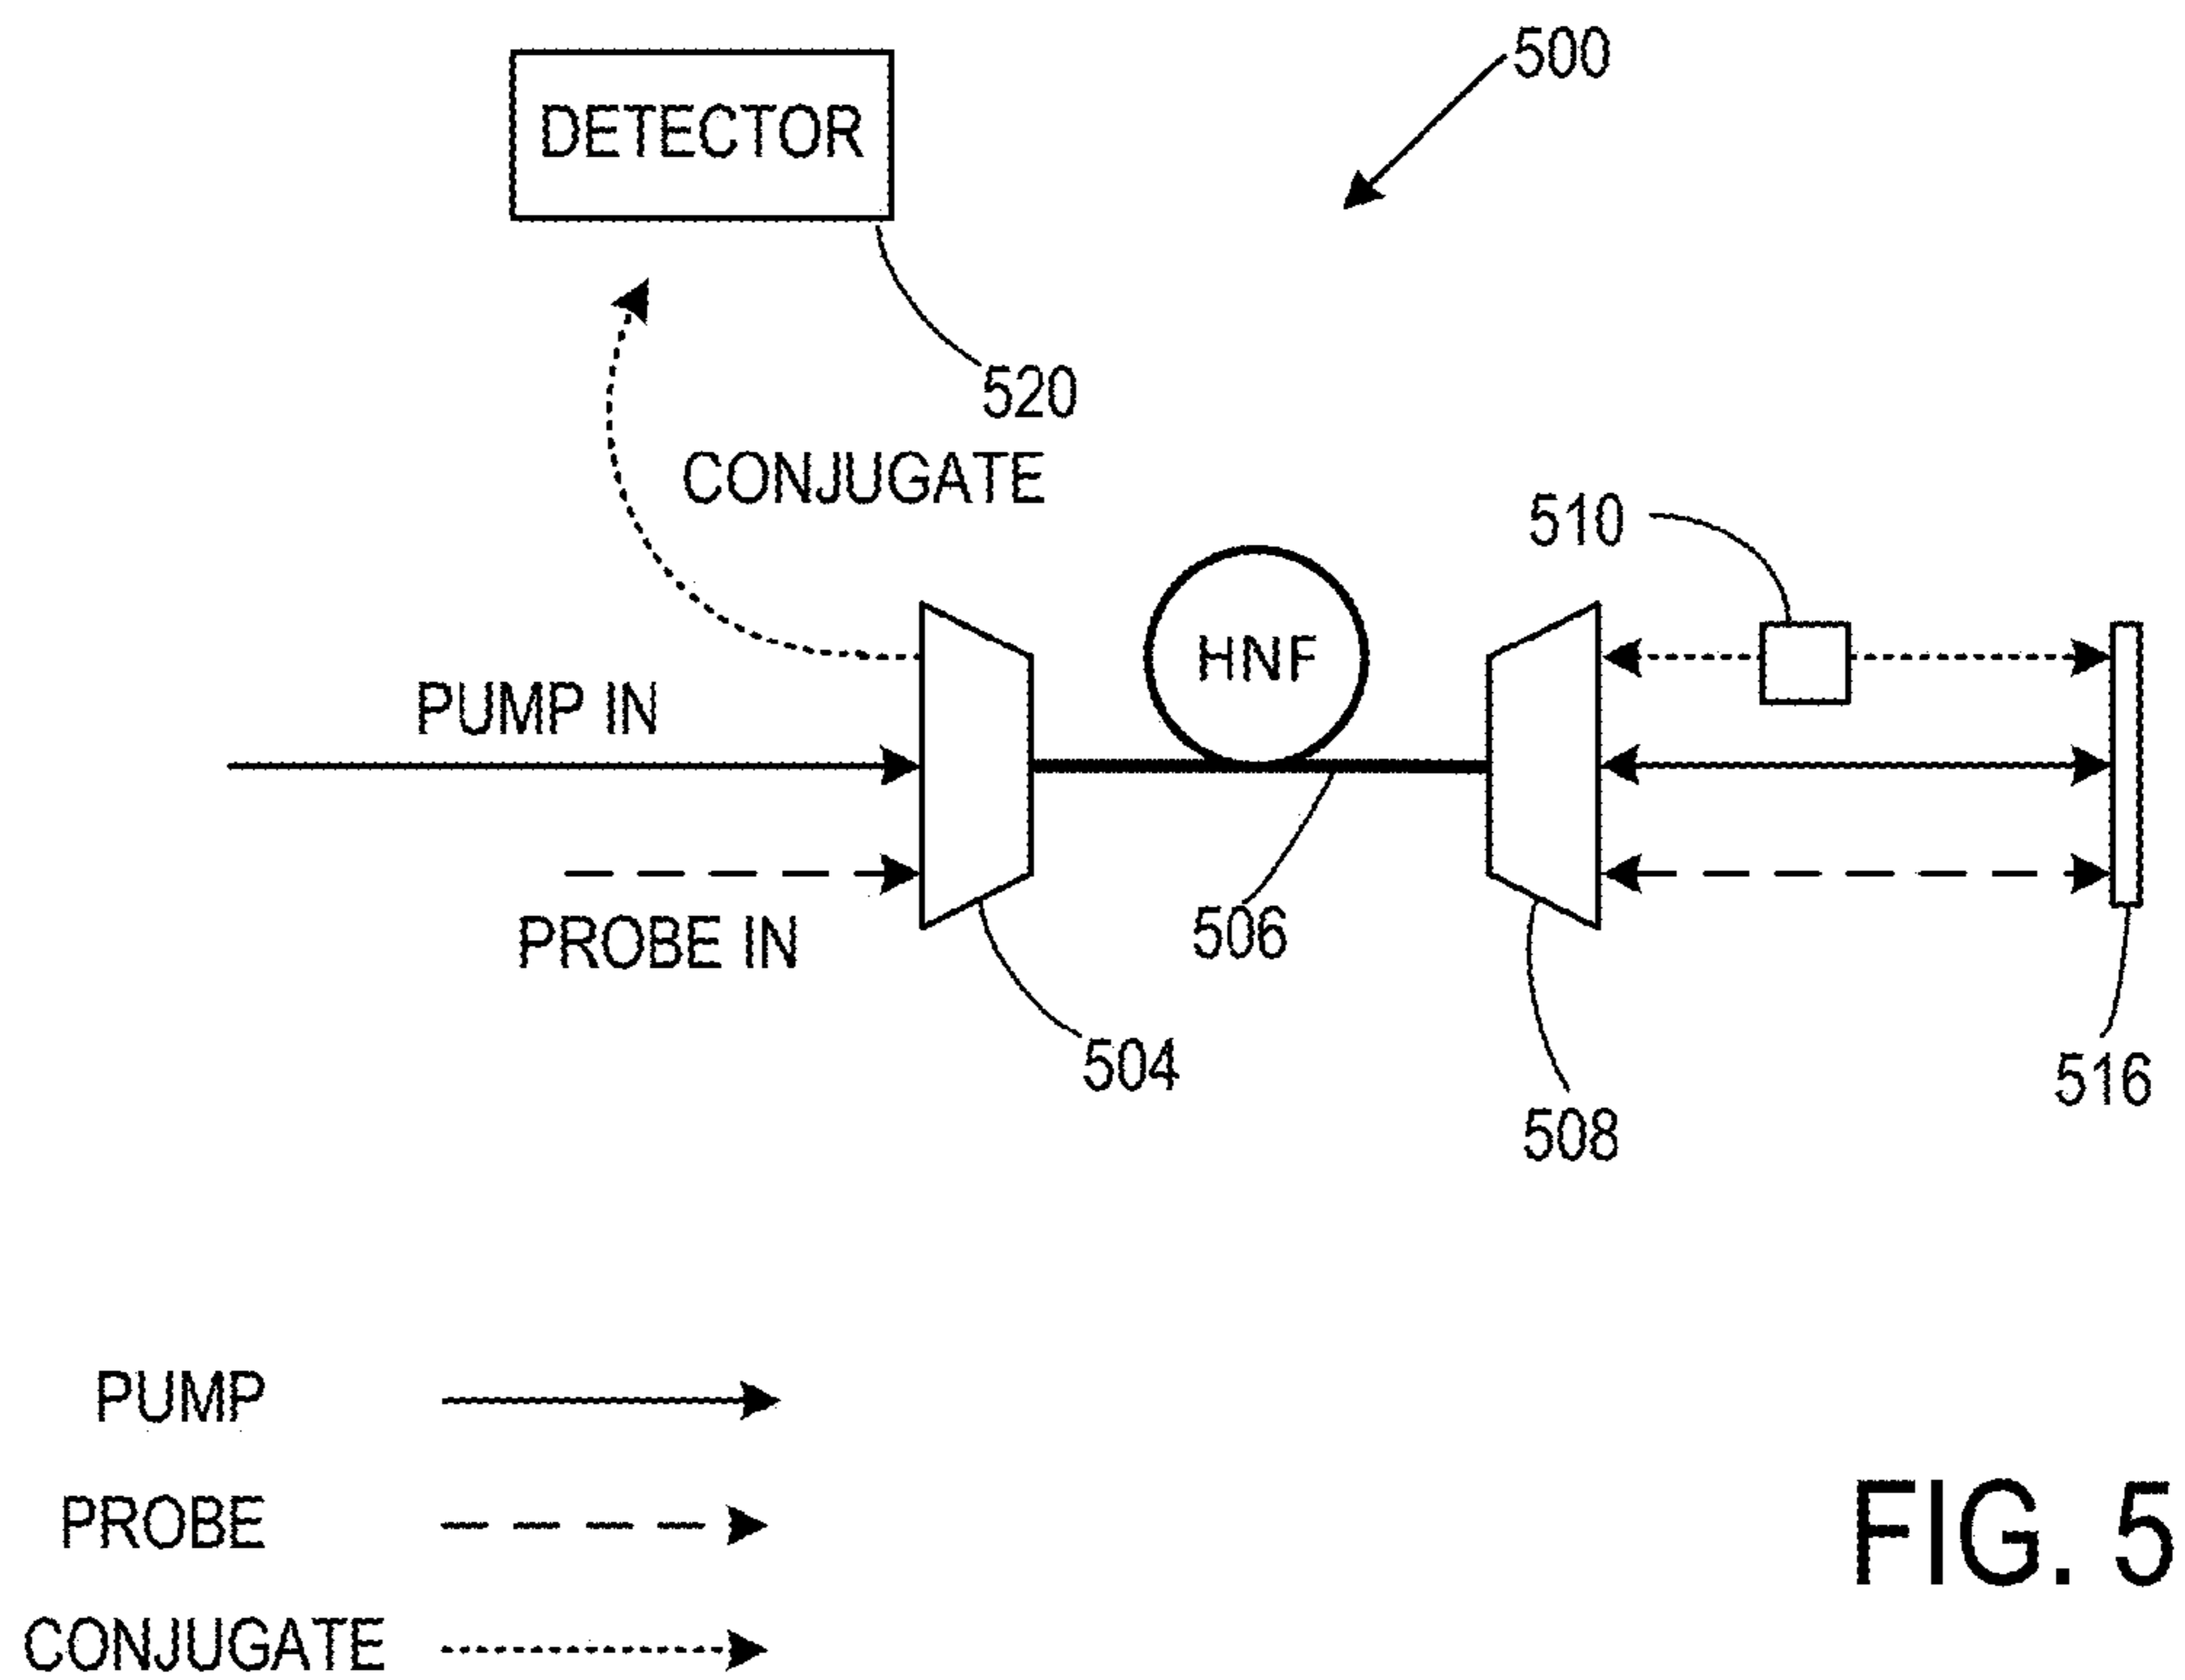 500
DETECTOR
520
CONJUGATE
510
HNF
PUMP IN
PROBE IN
506
504
508
516
PUMP
PROBE
CONJUGATE
FIG. 5